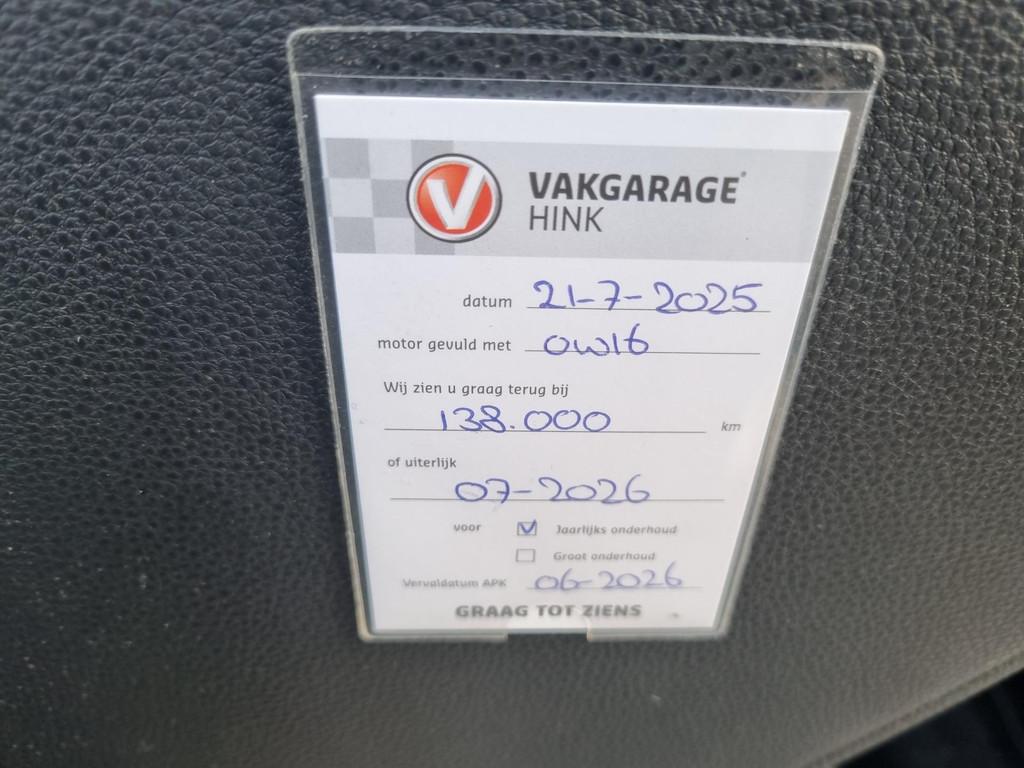 V
VAKGARAGE®
HINK
datum 21-7-2025
motor gevuld met 0W16
Wij zien u graag terug bij
138.000 km
of uiterlijk
07-2026
voor ☑ Jaarlijks onderhoud
☐ Groot onderhoud
Vervaldatum APK 06-2026
GRAAG TOT ZIENS